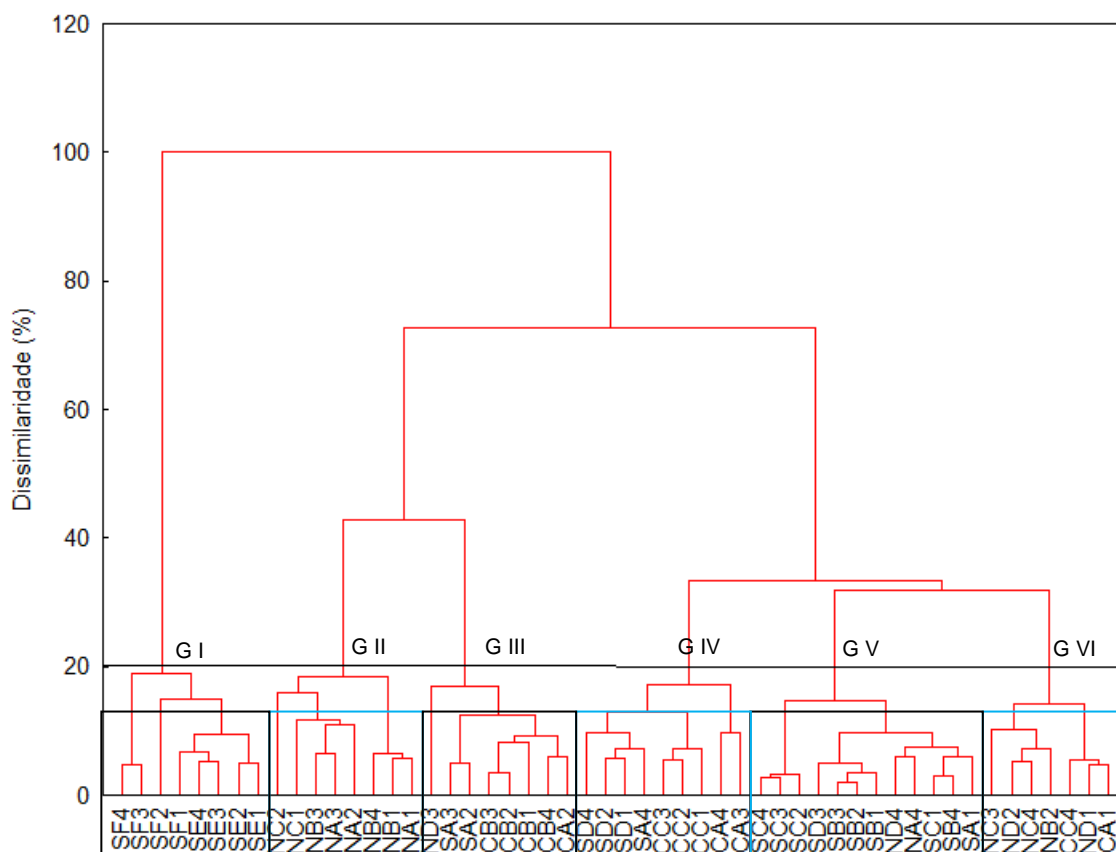 120
100
80
60
40
20
0
Dissimilaridade (%)
G I
G II
G III
G IV
G V
G VI
SF4
SF3
SF2
SF1
SE4
SE3
SE2
SE1
NC2
NC1
NB3
NA3
NA2
NB4
NB1
NA1
ND3
SA3
SA2
CB3
CB2
CB1
CB4
CA2
SD4
SD2
SD1
SA4
CC3
CC2
CC1
CA4
CA3
SC4
SC3
SC2
SD3
SB3
SB2
SB1
ND4
NA4
SC1
SB4
SA1
NC3
ND2
NC4
NB2
CC4
ND1
CA1